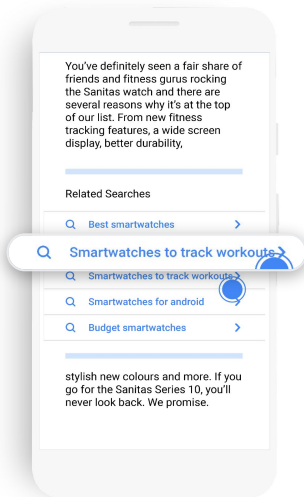 You've definitely seen a fair share of
friends and fitness gurus rocking
the Sanitas watch and there are
several reasons why it's at the top
of our list. From new fitness
tracking features, a wide screen
display, better durability,
Related Searches
Best smartwatches
Smartwatches to track workouts
Smartwatches to track workouts
Smartwatches for android
Budget smartwatches
stylish new colours and more. If you
go for the Sanitas Series 10, you'll
never look back. We promise.